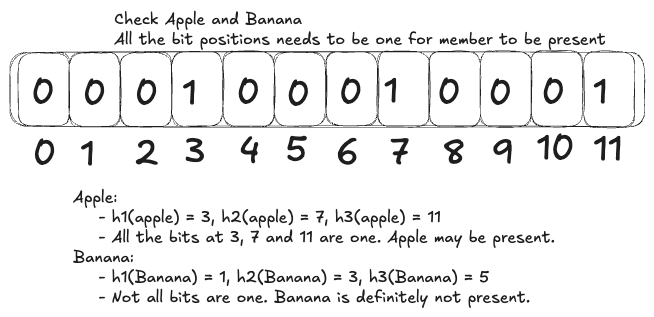 Check Apple and Banana
All the bit positions needs to be one for member to be present
0 0 0 1 0 0 0 1 0 0 0 1
0 1 2 3 4 5 6 7 8 9 10 11
Apple:
- h1(apple) = 3, h2(apple) = 7, h3(apple) = 11
- All the bits at 3, 7 and 11 are one. Apple may be present.
Banana:
- h1(Banana) = 1, h2(Banana) = 3, h3(Banana) = 5
- Not all bits are one. Banana is definitely not present.